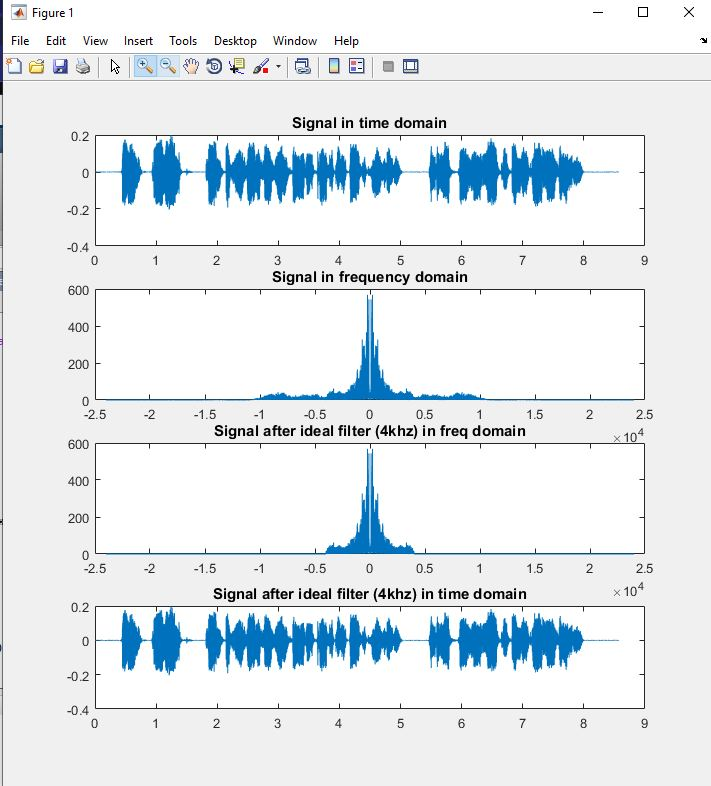 Figure 1
File Edit View Insert Tools Desktop Window Help
Signal in time domain
0.2
0
-0.2
-0.4
0 1 2 3 4 5 6 7 8 9
Signal in frequency domain
600
400
200
0
-2.5 -2 -1.5 -1 -0.5 0 0.5 1 1.5 2 2.5
×10⁴
Signal after ideal filter (4khz) in freq domain
600
400
200
0
-2.5 -2 -1.5 -1 -0.5 0 0.5 1 1.5 2 2.5
×10⁴
Signal after ideal filter (4khz) in time domain
0.2
0
-0.2
-0.4
0 1 2 3 4 5 6 7 8 9